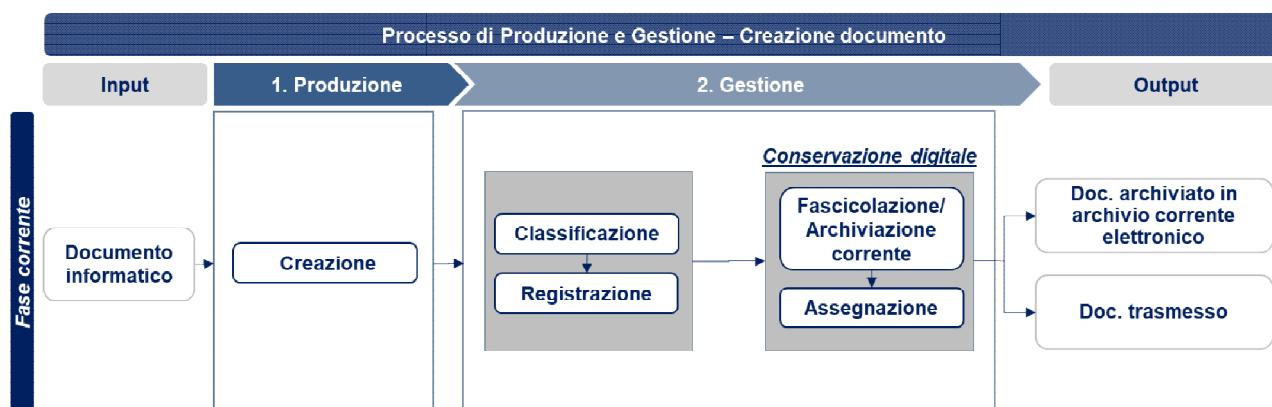 Processo di Produzione e Gestione – Creazione documento
Input
1. Produzione
2. Gestione
Output
Fase corrente
Documento
informatico
Creazione
Classificazione
Registrazione
Conservazione digitale
Fascicolazione/
Archiviazione
corrente
Assegnazione
Doc. archiviato in
archivio corrente
elettronico
Doc. trasmesso